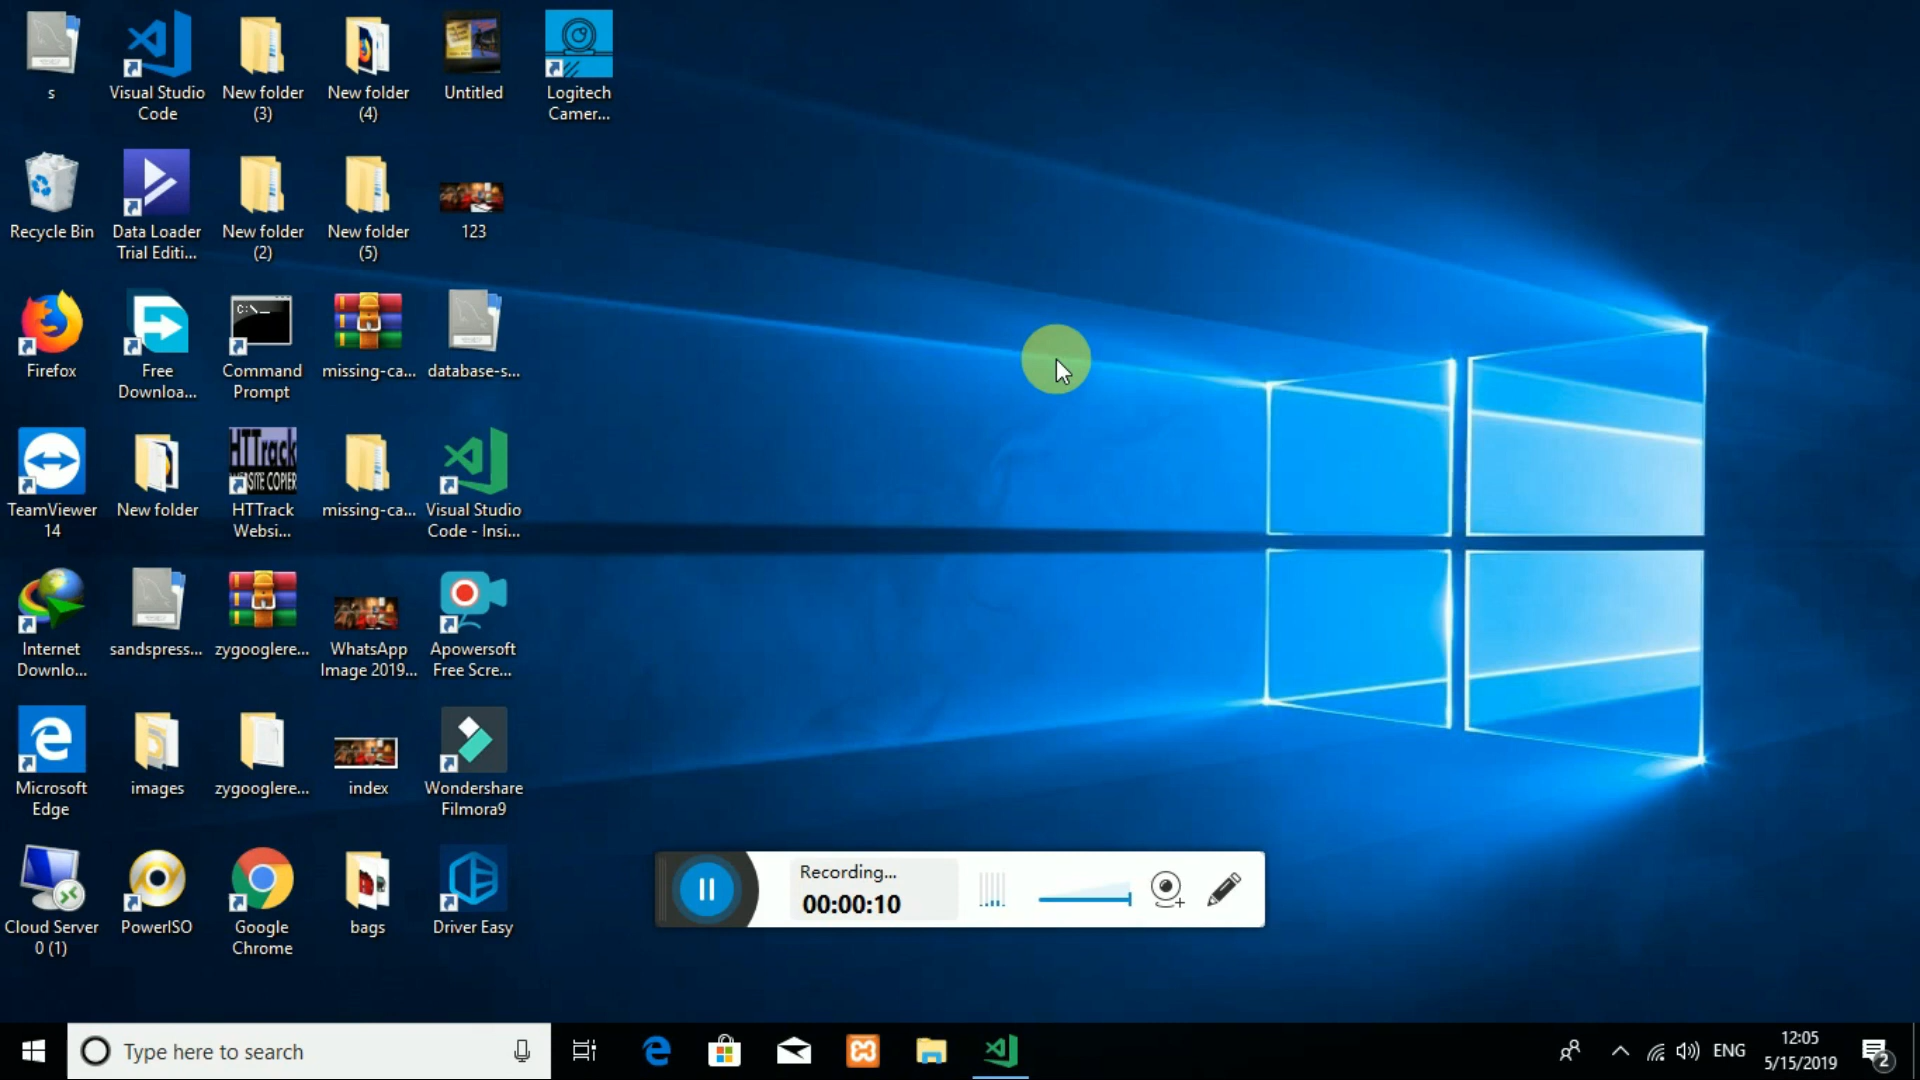 s
Visual Studio
Code
New folder
(3)
New folder
(4)
Untitled
Logitech
Camer...
Recycle Bin
Data Loader
Trial Editi...
New folder
(2)
New folder
(5)
123
Firefox
Free
Downloa...
C:\_
Command
Prompt
missing-ca...
database-s...
TeamViewer
14
New folder
HTTrack
WEBSITE COPIER
HTTrack
Websi...
missing-ca...
Visual Studio
Code - Insi...
Internet
Downlo...
sandspress...
zygooglere...
WhatsApp
Image 2019...
Apowersoft
Free Scre...
Microsoft
Edge
images
zygooglere...
index
Wondershare
Filmora9
Cloud Server
0 (1)
PowerISO
Google
Chrome
bags
Driver Easy
Recording...
00:00:10
Type here to search
ENG
12:05
5/15/2019
2